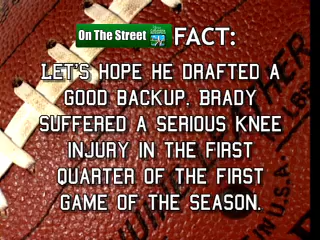 On The Street FACT:
LET'S HOPE HE DRAFTED A
GOOD BACKUP. BRADY
SUFFERED A SERIOUS KNEE
INJURY IN THE FIRST
QUARTER OF THE FIRST
GAME OF THE SEASON.
IN U.S.A.